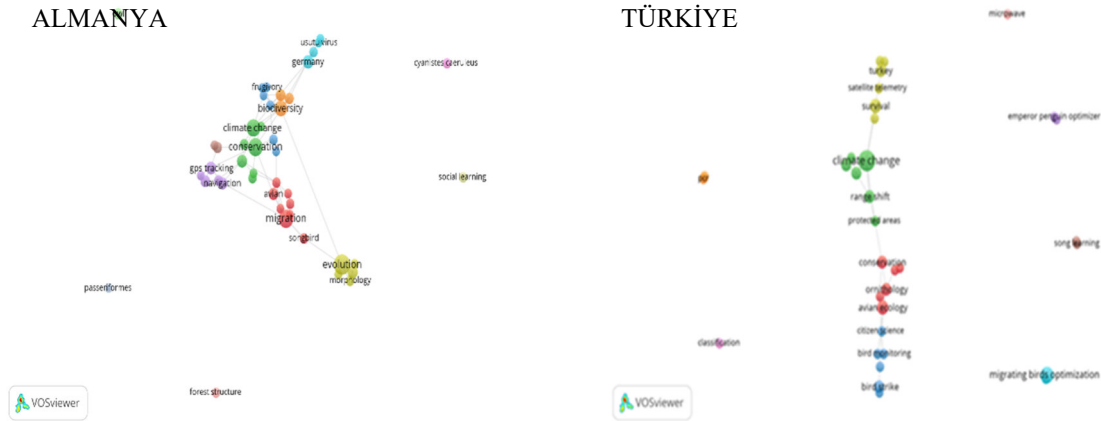 ALMANYA
usutu virus
germany
cyanistes caeruleus
frugivory
biodiversity
climate change
conservation
gps tracking
social learning
navigation
avian
migration
songbird
evolution
morphology
passeriformes
forest structure
VOSviewer
TÜRKİYE
microwave
turkey
satellite telemetry
survival
emperor penguin optimizer
climate change
pcr
range shift
protected areas
song learning
conservation
ornithology
avian ecology
citizen science
classification
bird monitoring
migrating birds optimization
bird strike
VOSviewer